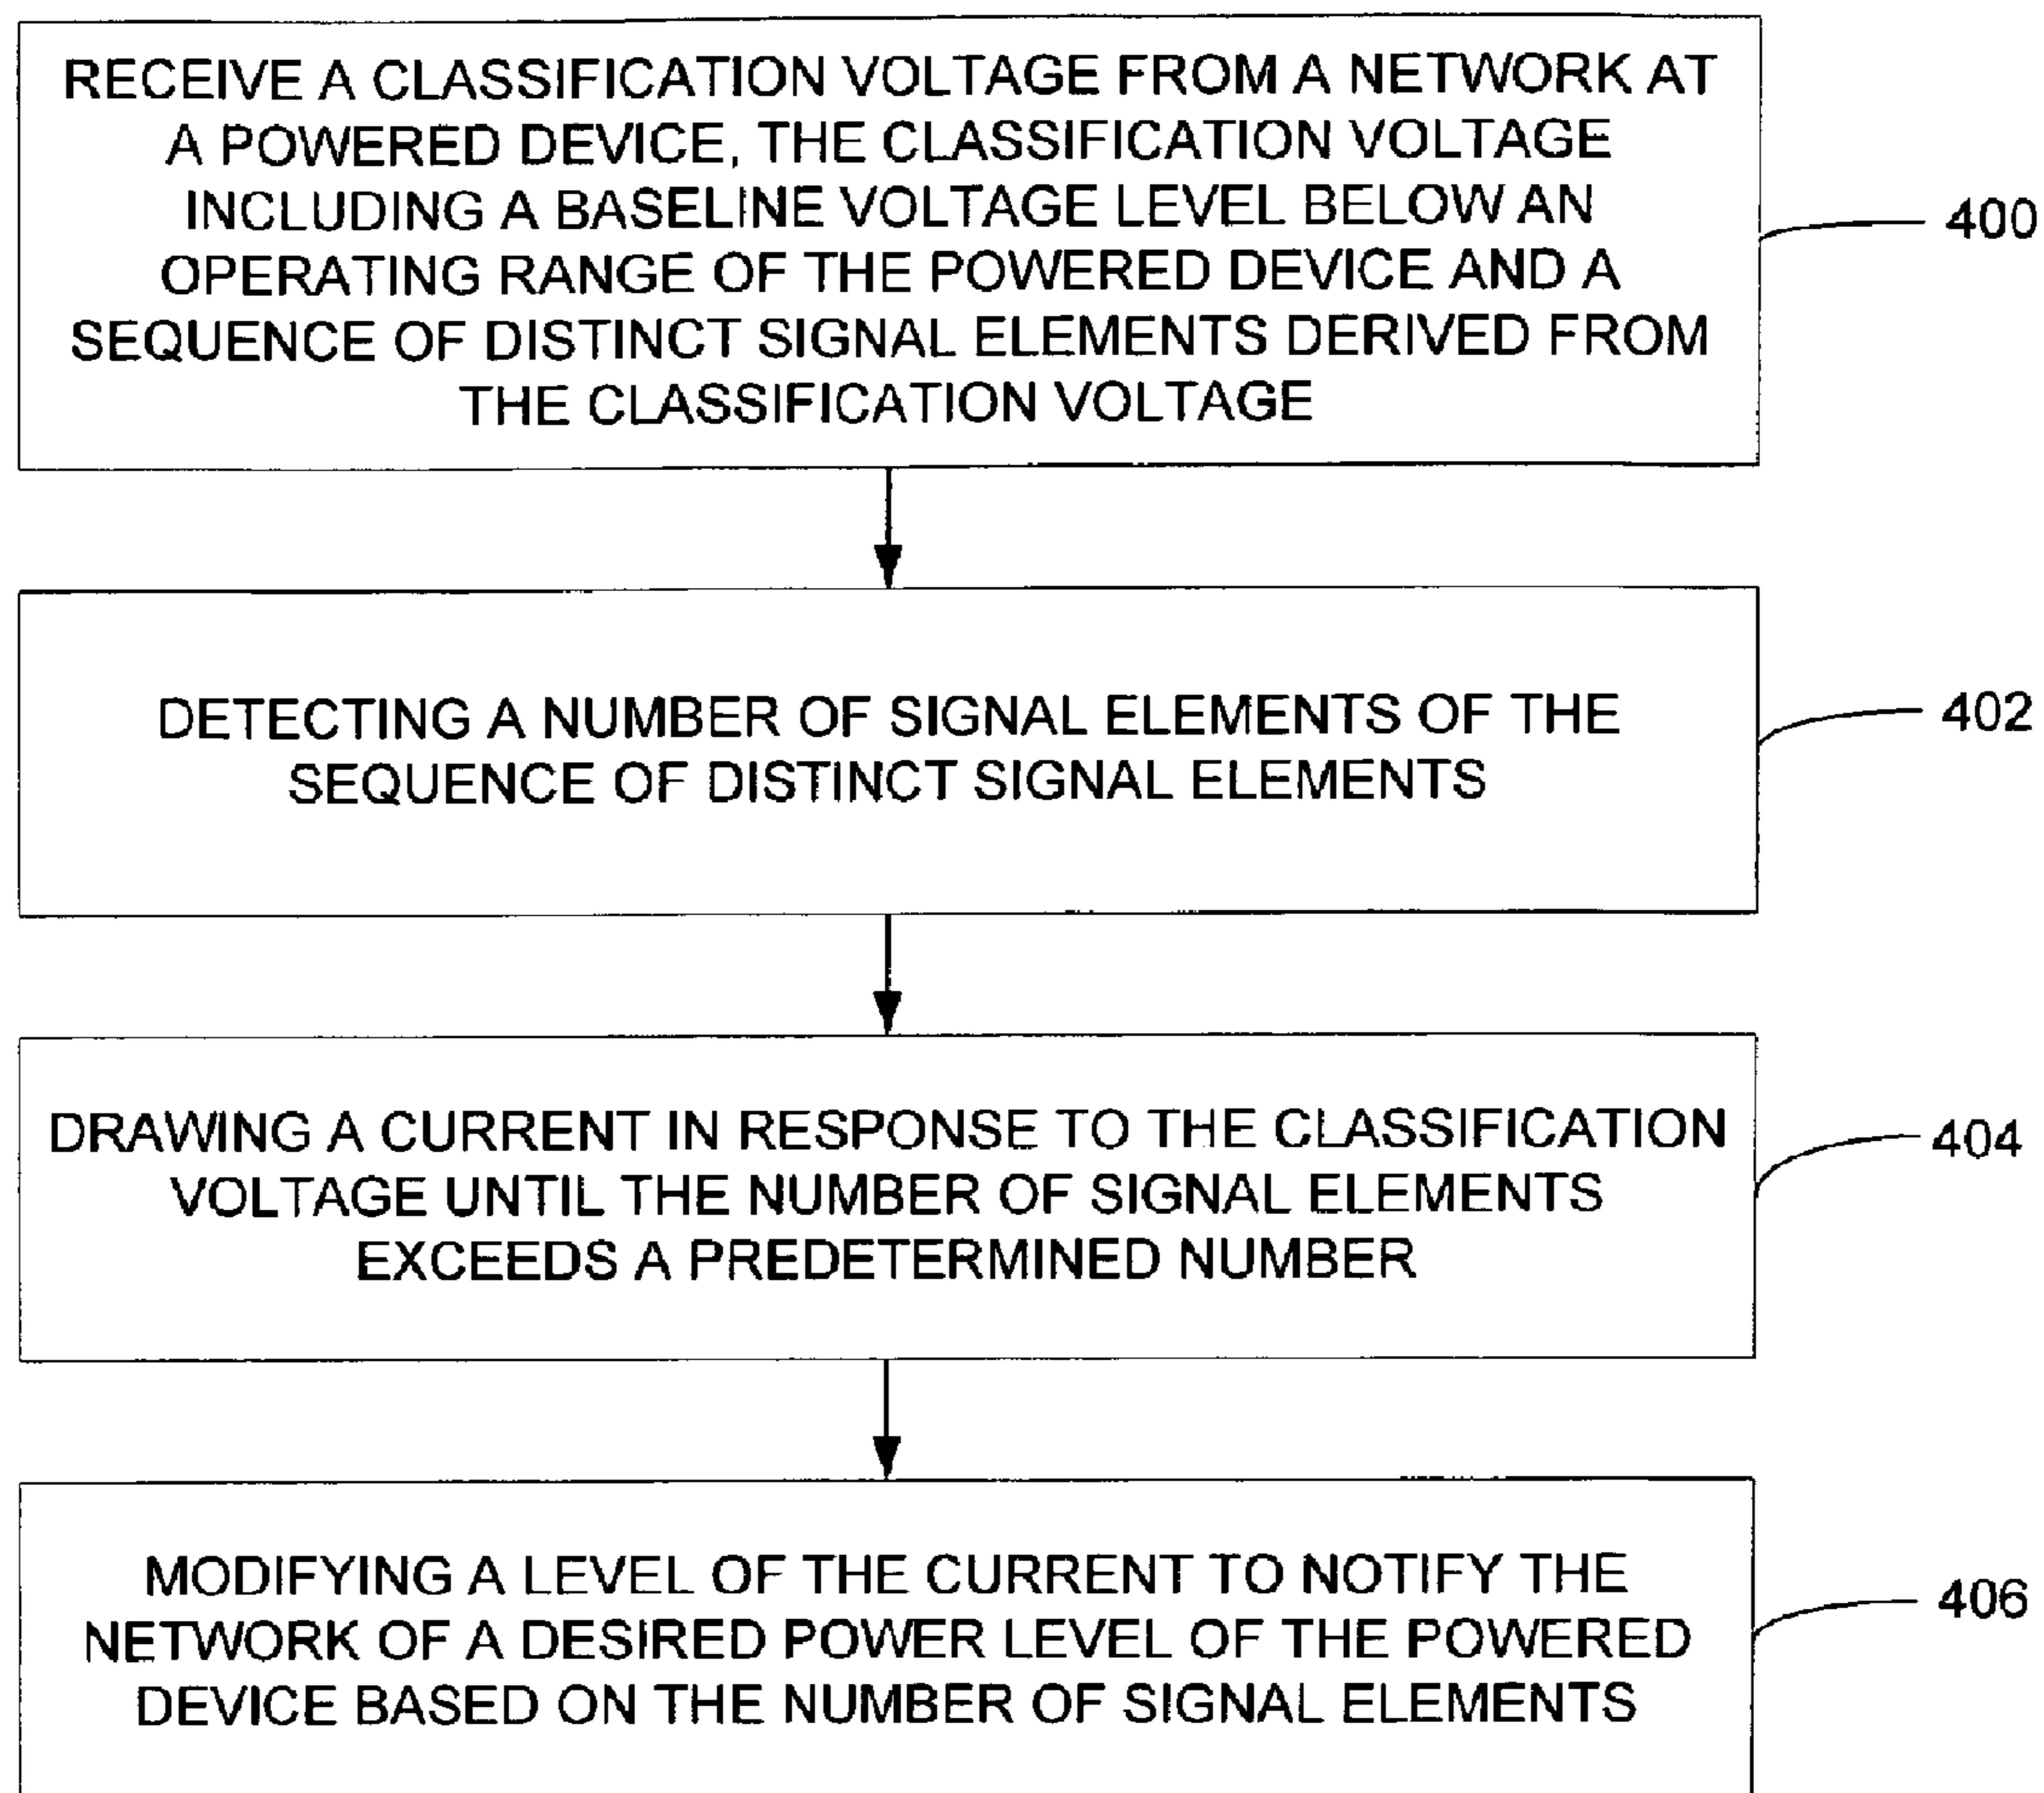 RECEIVE A CLASSIFICATION VOLTAGE FROM A NETWORK AT
A POWERED DEVICE, THE CLASSIFICATION VOLTAGE
INCLUDING A BASELINE VOLTAGE LEVEL BELOW AN
OPERATING RANGE OF THE POWERED DEVICE AND A
SEQUENCE OF DISTINCT SIGNAL ELEMENTS DERIVED FROM
THE CLASSIFICATION VOLTAGE
400
DETECTING A NUMBER OF SIGNAL ELEMENTS OF THE
SEQUENCE OF DISTINCT SIGNAL ELEMENTS
402
DRAWING A CURRENT IN RESPONSE TO THE CLASSIFICATION
VOLTAGE UNTIL THE NUMBER OF SIGNAL ELEMENTS
EXCEEDS A PREDETERMINED NUMBER
404
MODIFYING A LEVEL OF THE CURRENT TO NOTIFY THE
NETWORK OF A DESIRED POWER LEVEL OF THE POWERED
DEVICE BASED ON THE NUMBER OF SIGNAL ELEMENTS
406